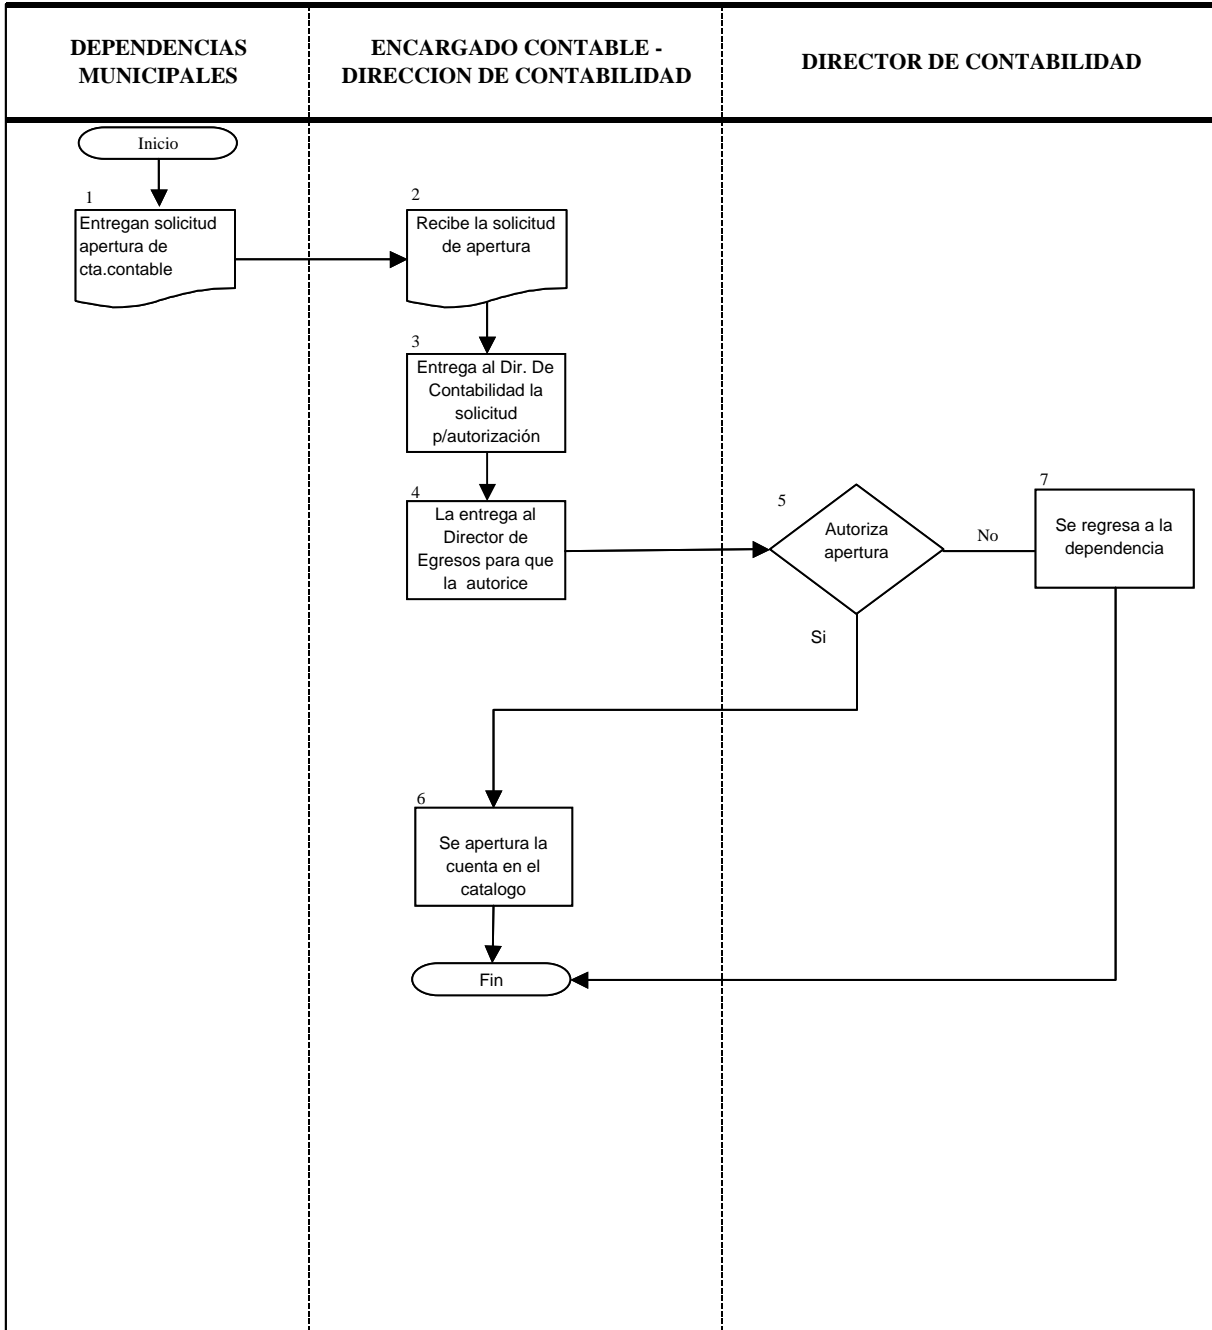 DEPENDENCIAS
MUNICIPALES
ENCARGADO CONTABLE -
DIRECCION DE CONTABILIDAD
DIRECTOR DE CONTABILIDAD
Inicio
1
Entregan solicitud
apertura de
cta.contable
2
Recibe la solicitud
de apertura
3
Entrega al Dir. De
Contabilidad la
solicitud
p/autorización
4
La entrega al
Director de
Egresos para que
la autorice
5
Autoriza
apertura
No
7
Se regresa a la
dependencia
Si
6
Se apertura la
cuenta en el
catalogo
Fin